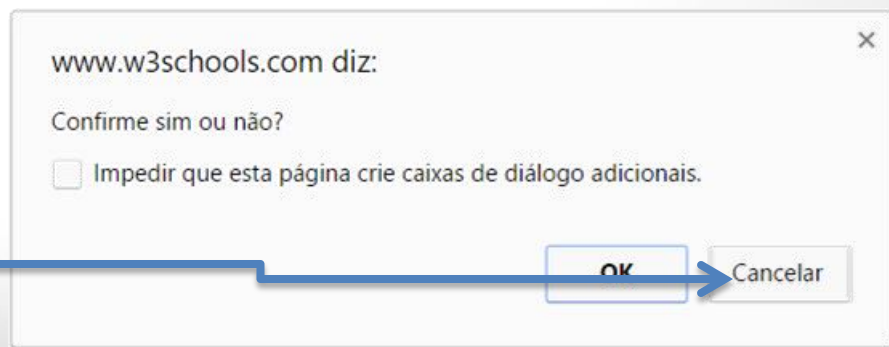 www.w3schools.com diz:
Confirme sim ou não?
Impedir que esta página crie caixas de diálogo adicionais.
OK Cancelar